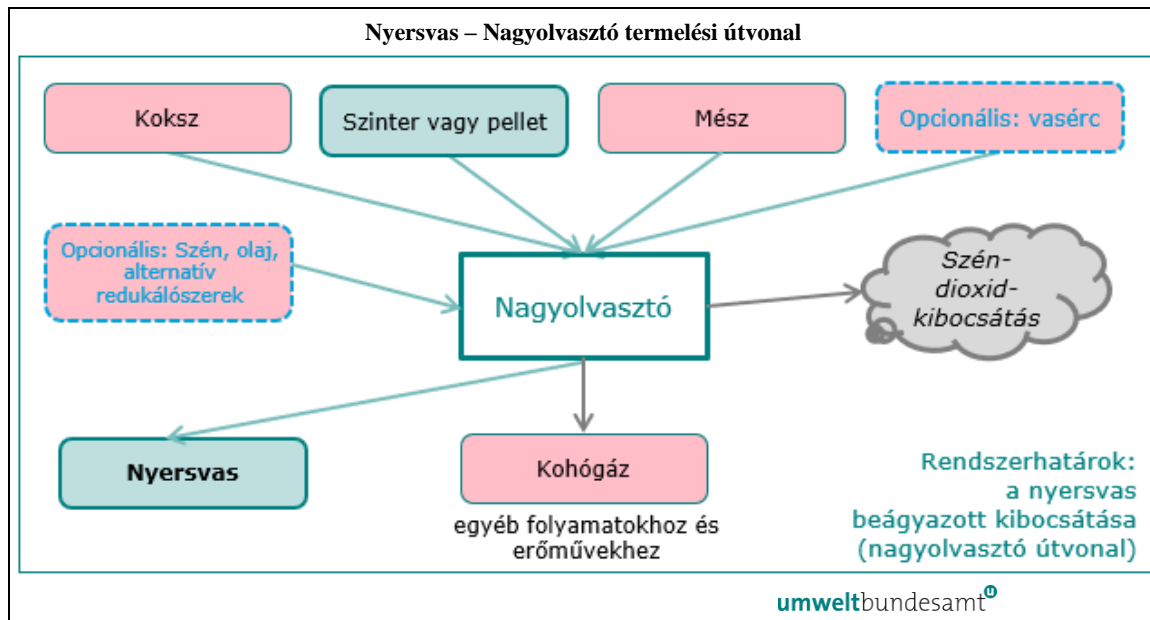 Nyersvas – Nagyolvasztó termelési útvonal
Koksz
Szinter vagy pellet
Mész
Opcionális: vasérc
Opcionális: Szén, olaj,
alternatív
redukálószerek
Nagyolvasztó
Szén-
dioxid-
kibocsátás
Nyersvas
Kohógáz
egyéb folyamatokhoz és
erőművekhez
Rendszerhatárok:
a nyersvas
beágyazott kibocsátása
(nagyolvasztó útvonal)
umweltbundesamt u